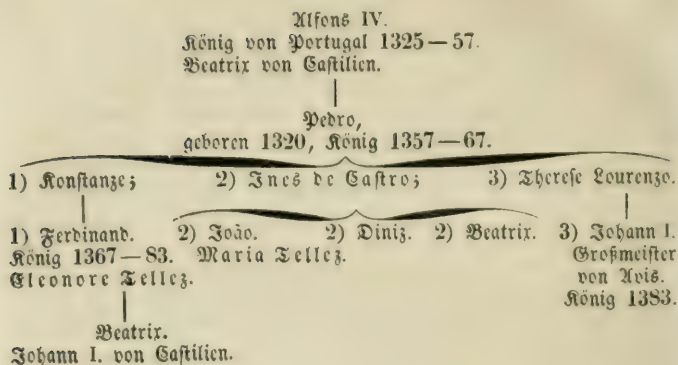 Alfons IV.
König von Portugal 1325—57.
Beatrix von Castilien.
Pedro,
geboren 1320, König 1357—67.
1) Konstanze; 2) Ines de Castro; 3) Therese Lourenzo.
1) Ferdinand. 2) João. 2) Diniz. 2) Beatrix. 3) Johann I.
König 1367—83. Maria Tellez. Großmeister
Eleonore Tellez. von Avis.
König 1383.
Beatrix.
Johann I. von Castilien.